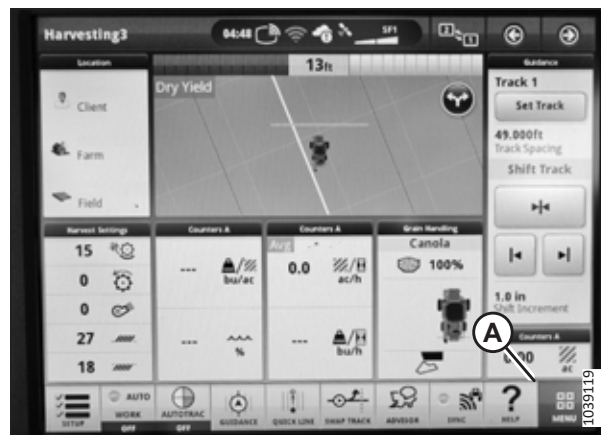 Harvesting3
04:48
SF1
2
1
Location
Client
Farm
Field
13ft
Dry Yield
Guidance
Track 1
Set Track
49.000ft
Track Spacing
Shift Track
1.0 in
Shift Increment
Harvest Settings
15
0
0
27
18
Counters A
---
bu/ac
---
%
Counters A
Avg
0.0
ac/h
---
bu/h
Grain Handling
Canola
100%
A
Counters A
ac
SETUP
AUTO
WORK
OFF
AUTOTRAC
OFF
GUIDANCE
QUICK LINE
SWAP TRACK
ADVISOR
SYNC
?
HELP
MENU
1039119